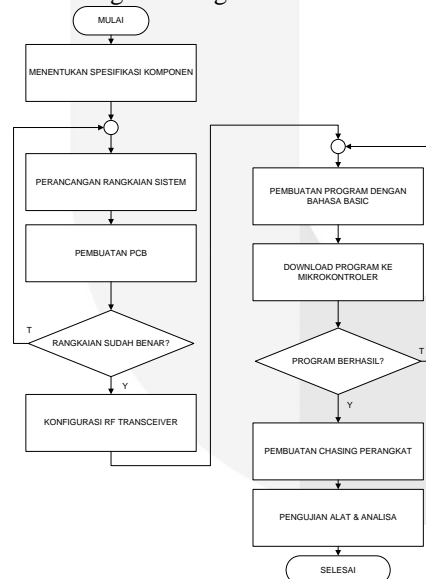 MULAI
MENENTUKAN SPESIFIKASI KOMPONEN
PERANCANGAN RANGKAIAN SISTEM
PEMBUATAN PCB
RANGKAIAN SUDAH BENAR?
T
Y
KONFIGURASI RF TRANSCEIVER
PEMBUATAN PROGRAM DENGAN
BAHASA BASIC
DOWNLOAD PROGRAM KE
MIKROKONTROLER
PROGRAM BERHASIL?
T
Y
PEMBUATAN CHASING PERANGKAT
PENGUJIAN ALAT & ANALISA
SELESAI